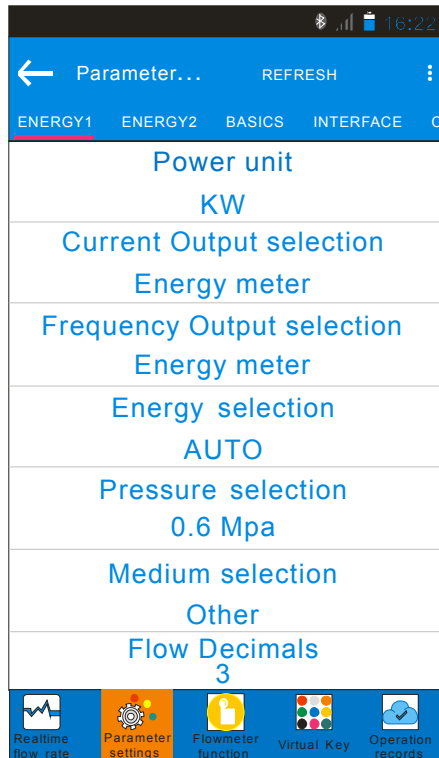 16:22
Parameter...
REFRESH
ENERGY1 ENERGY2 BASICS INTERFACE
Power unit
KW
Current Output selection
Energy meter
Frequency Output selection
Energy meter
Energy selection
AUTO
Pressure selection
0.6 Mpa
Medium selection
Other
Flow Decimals
3
Realtime
flow rate
Parameter
settings
Flowmeter
function
Virtual Key
Operation
records